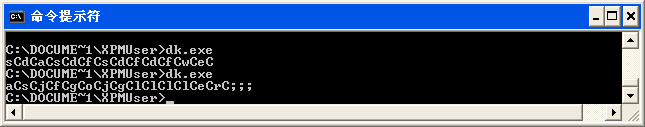 命令提示符
C:\DOCUME~1\XPMUser>dk.exe
sCdCaCsCdCfCsCdCfCdCfCwCeC
C:\DOCUME~1\XPMUser>dk.exe
aCsCjCfCgCoCjCgClClClClCeCrC;;;
C:\DOCUME~1\XPMUser>_